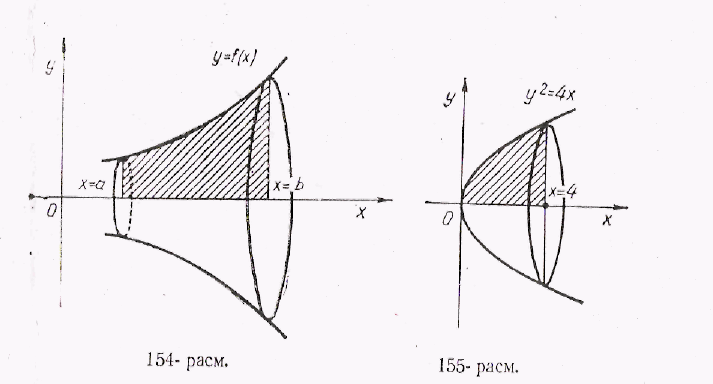 y
y=f(x)
x=a
x=b
0
x
154- расм.
y
y²=4x
x=4
0
x
155- расм.